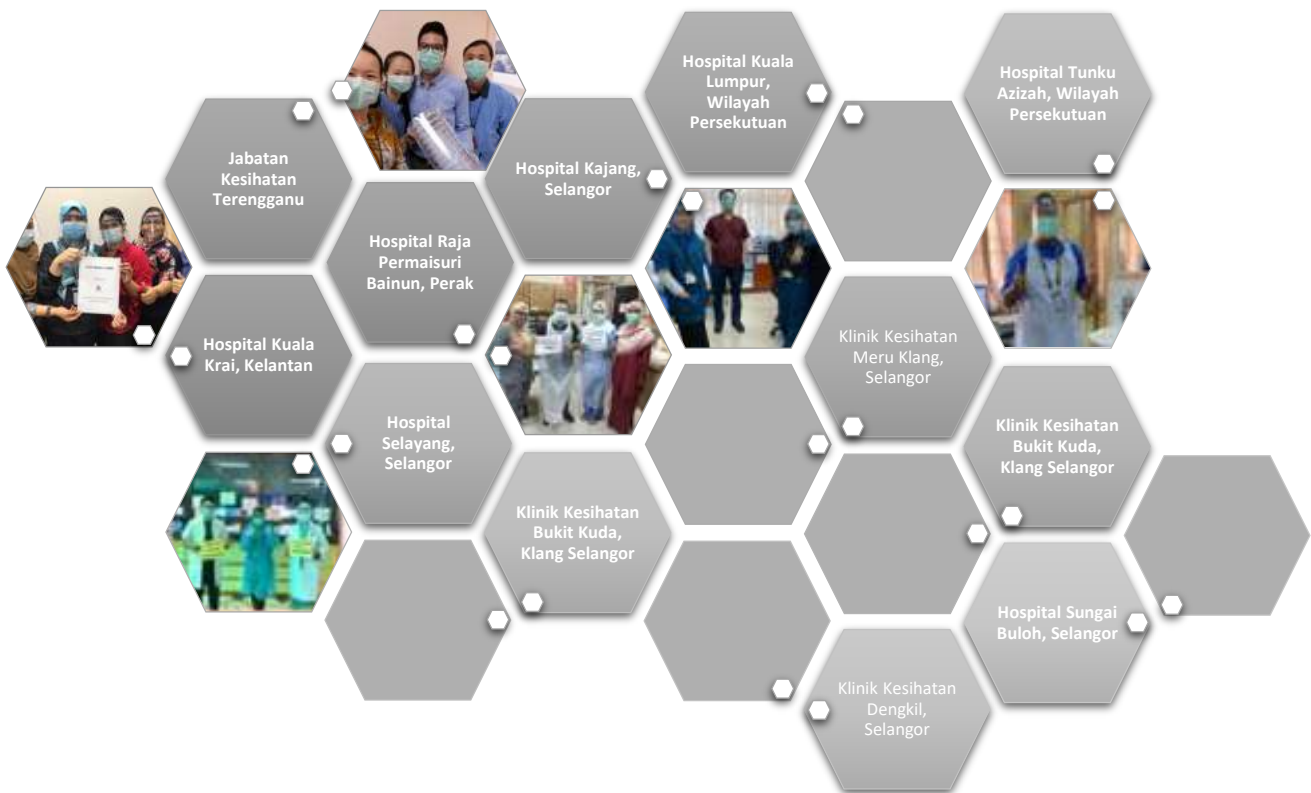 Hospital Kuala
Lumpur,
Wilayah
Persekutuan
Hospital Tunku
Azizah, Wilayah
Persekutuan
Jabatan
Kesihatan
Terengganu
Hospital Kajang,
Selangor
Hospital Raja
Permaisuri
Bainun, Perak
Hospital Kuala
Krai, Kelantan
Klinik Kesihatan
Meru Klang,
Selangor
Hospital
Selayang,
Selangor
Klinik Kesihatan
Bukit Kuda,
Klang Selangor
Klinik Kesihatan
Bukit Kuda,
Klang Selangor
Hospital Sungai
Buloh, Selangor
Klinik Kesihatan
Dengkil,
Selangor